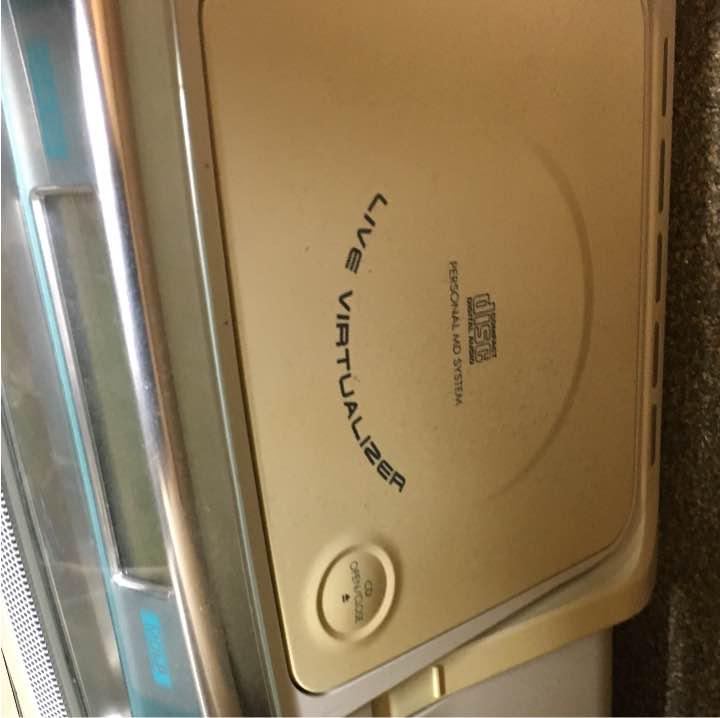 COMPACT
disc
DIGITAL AUDIO
PERSONAL MD SYSTEM
LIVE VIRTUALIZER
CD
OPEN/CLOSE